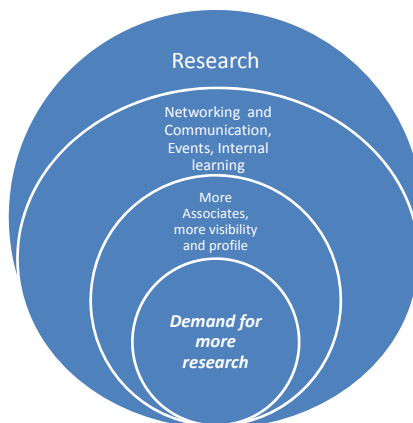 Research
Networking and
Communication,
Events, Internal
learning
More
Associates,
more visibility
and profile
Demand for
more
research